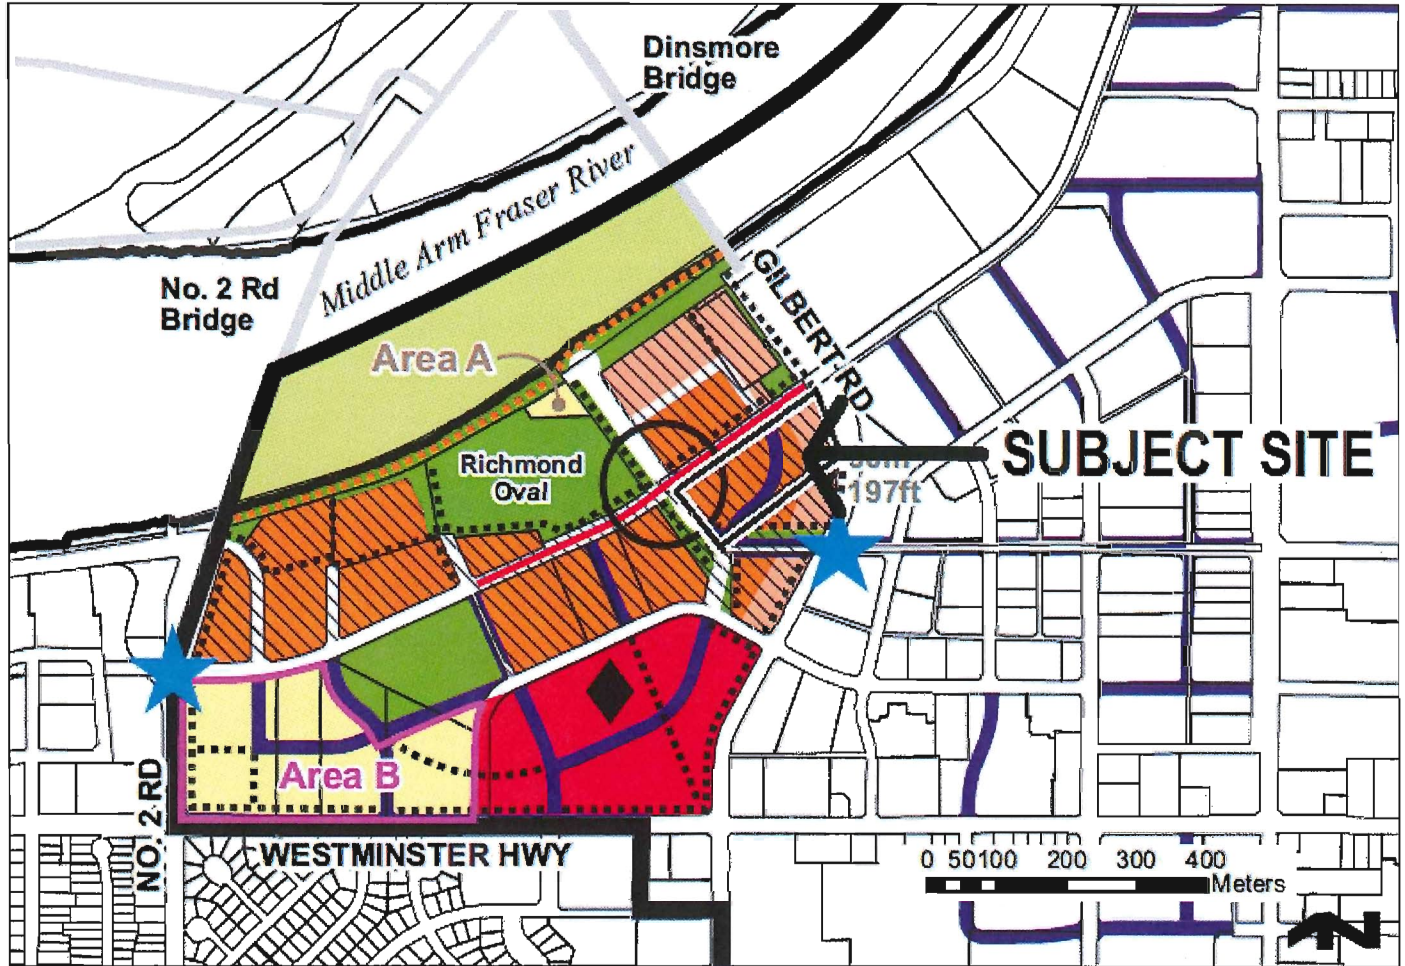 Dinsmore
Bridge
Middle Arm Fraser River
No. 2 Rd
Bridge
GILBERT RD
Area A
SUBJECT SITE
Richmond
Oval
197ft
Area B
NO. 2 RD
WESTMINSTER HWY
0 50 100 200 300 400
Meters